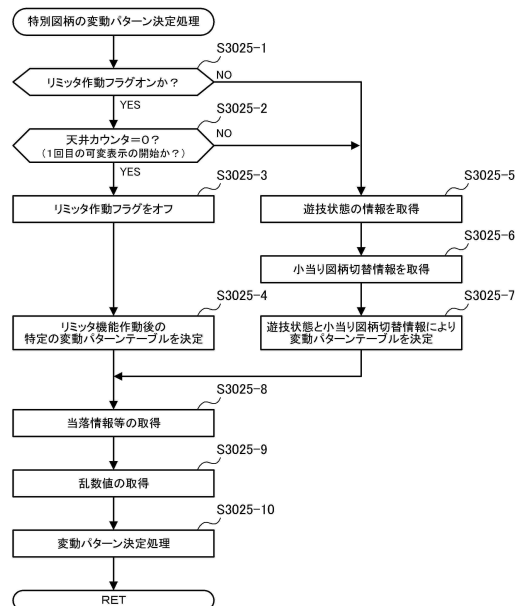 特別図柄の変動パターン決定処理
S3025-1
リミッタ作動フラグオンか？
NO
YES
S3025-2
天井カウンタ＝0？
（1回目の可変表示の開始か？）
NO
YES
S3025-3
リミッタ作動フラグをオフ
S3025-5
遊技状態の情報を取得
S3025-6
小当り図柄切替情報を取得
S3025-4
リミッタ機能作動後の
特定の変動パターンテーブルを決定
S3025-7
遊技状態と小当り図柄切替情報により
変動パターンテーブルを決定
S3025-8
当落情報等の取得
S3025-9
乱数値の取得
S3025-10
変動パターン決定処理
RET